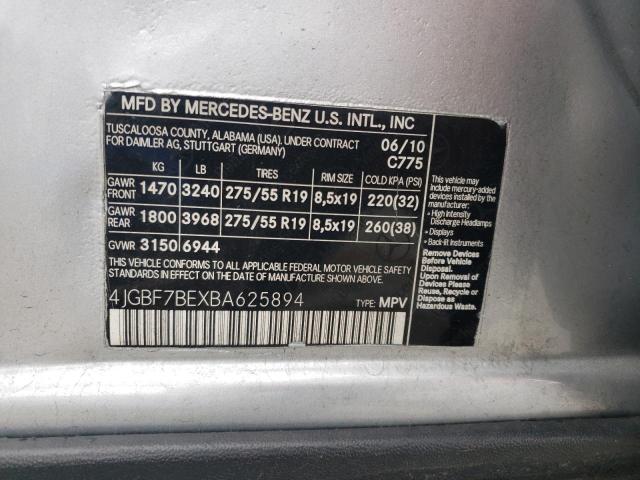 MFD BY MERCEDES-BENZ U.S. INTL., INC
TUSCALOOSA COUNTY, ALABAMA (USA), UNDER CONTRACT
FOR DAIMLER AG, STUTTGART (GERMANY)
06/10
C775
KG LB TIRES RIM SIZE COLD KPA (PSI)
GAWR FRONT 1470 3240 275/55 R19 8,5x19 220(32)
GAWR REAR 1800 3968 275/55 R19 8,5x19 260(38)
GVWR 3150 6944
THIS VEHICLE CONFORMS TO ALL APPLICABLE FEDERAL MOTOR VEHICLE SAFETY
STANDARDS IN EFFECT ON THE DATE OF MANUFACTURE SHOWN ABOVE.
4JGBF7BEXBA625894 TYPE: MPV
This vehicle may
include mercury-added
devices installed by
the manufacturer:
• High Intensity
Discharge Headlamps
• Displays
• Back-lit Instruments
Remove Devices
Before Vehicle
Disposal.
Upon Removal
of Devices Please
Reuse, Recycle or
Dispose as
Hazardous Waste.